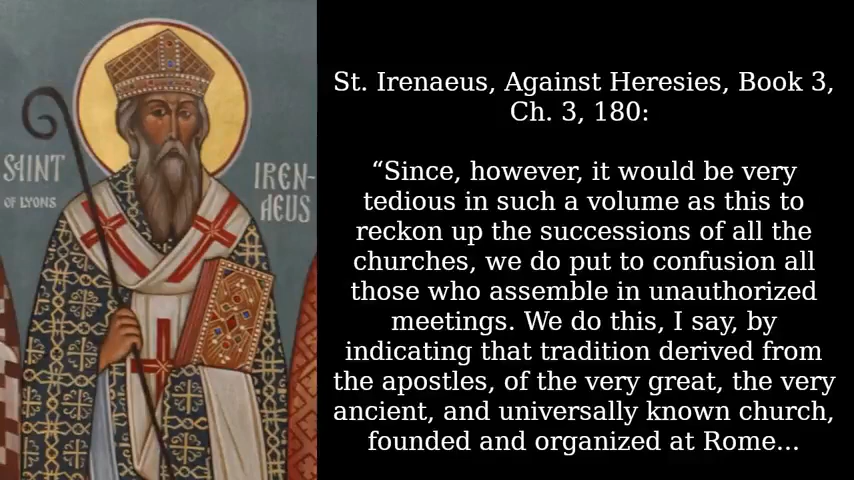 SAINT
OF LYONS
IREN-
AEUS
St. Irenaeus, Against Heresies, Book 3,
Ch. 3, 180:
“Since, however, it would be very
tedious in such a volume as this to
reckon up the successions of all the
churches, we do put to confusion all
those who assemble in unauthorized
meetings. We do this, I say, by
indicating that tradition derived from
the apostles, of the very great, the very
ancient, and universally known church,
founded and organized at Rome...